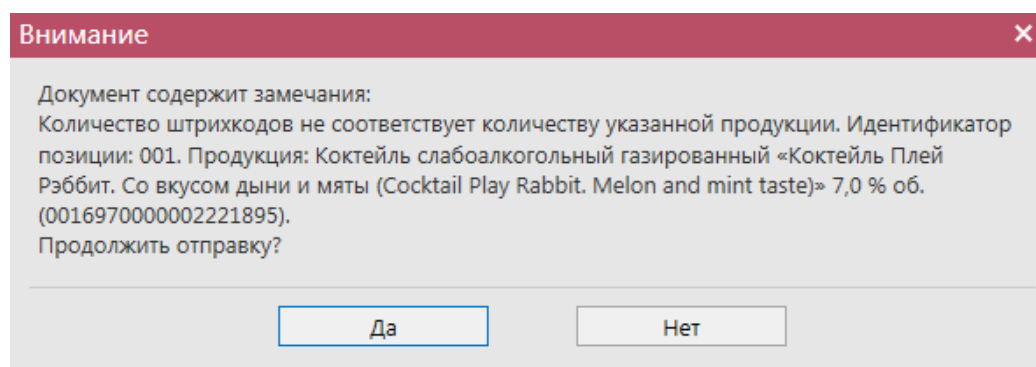 Внимание
Документ содержит замечания:
Количество штрихкодов не соответствует количеству указанной продукции. Идентификатор
позиции: 001. Продукция: Коктейль слабоалкогольный газированный «Коктейль Плей
Рэббит. Со вкусом дыни и мяты (Cocktail Play Rabbit. Melon and mint taste)» 7,0 % об.
(0016970000002221895).
Продолжить отправку?
Да
Нет